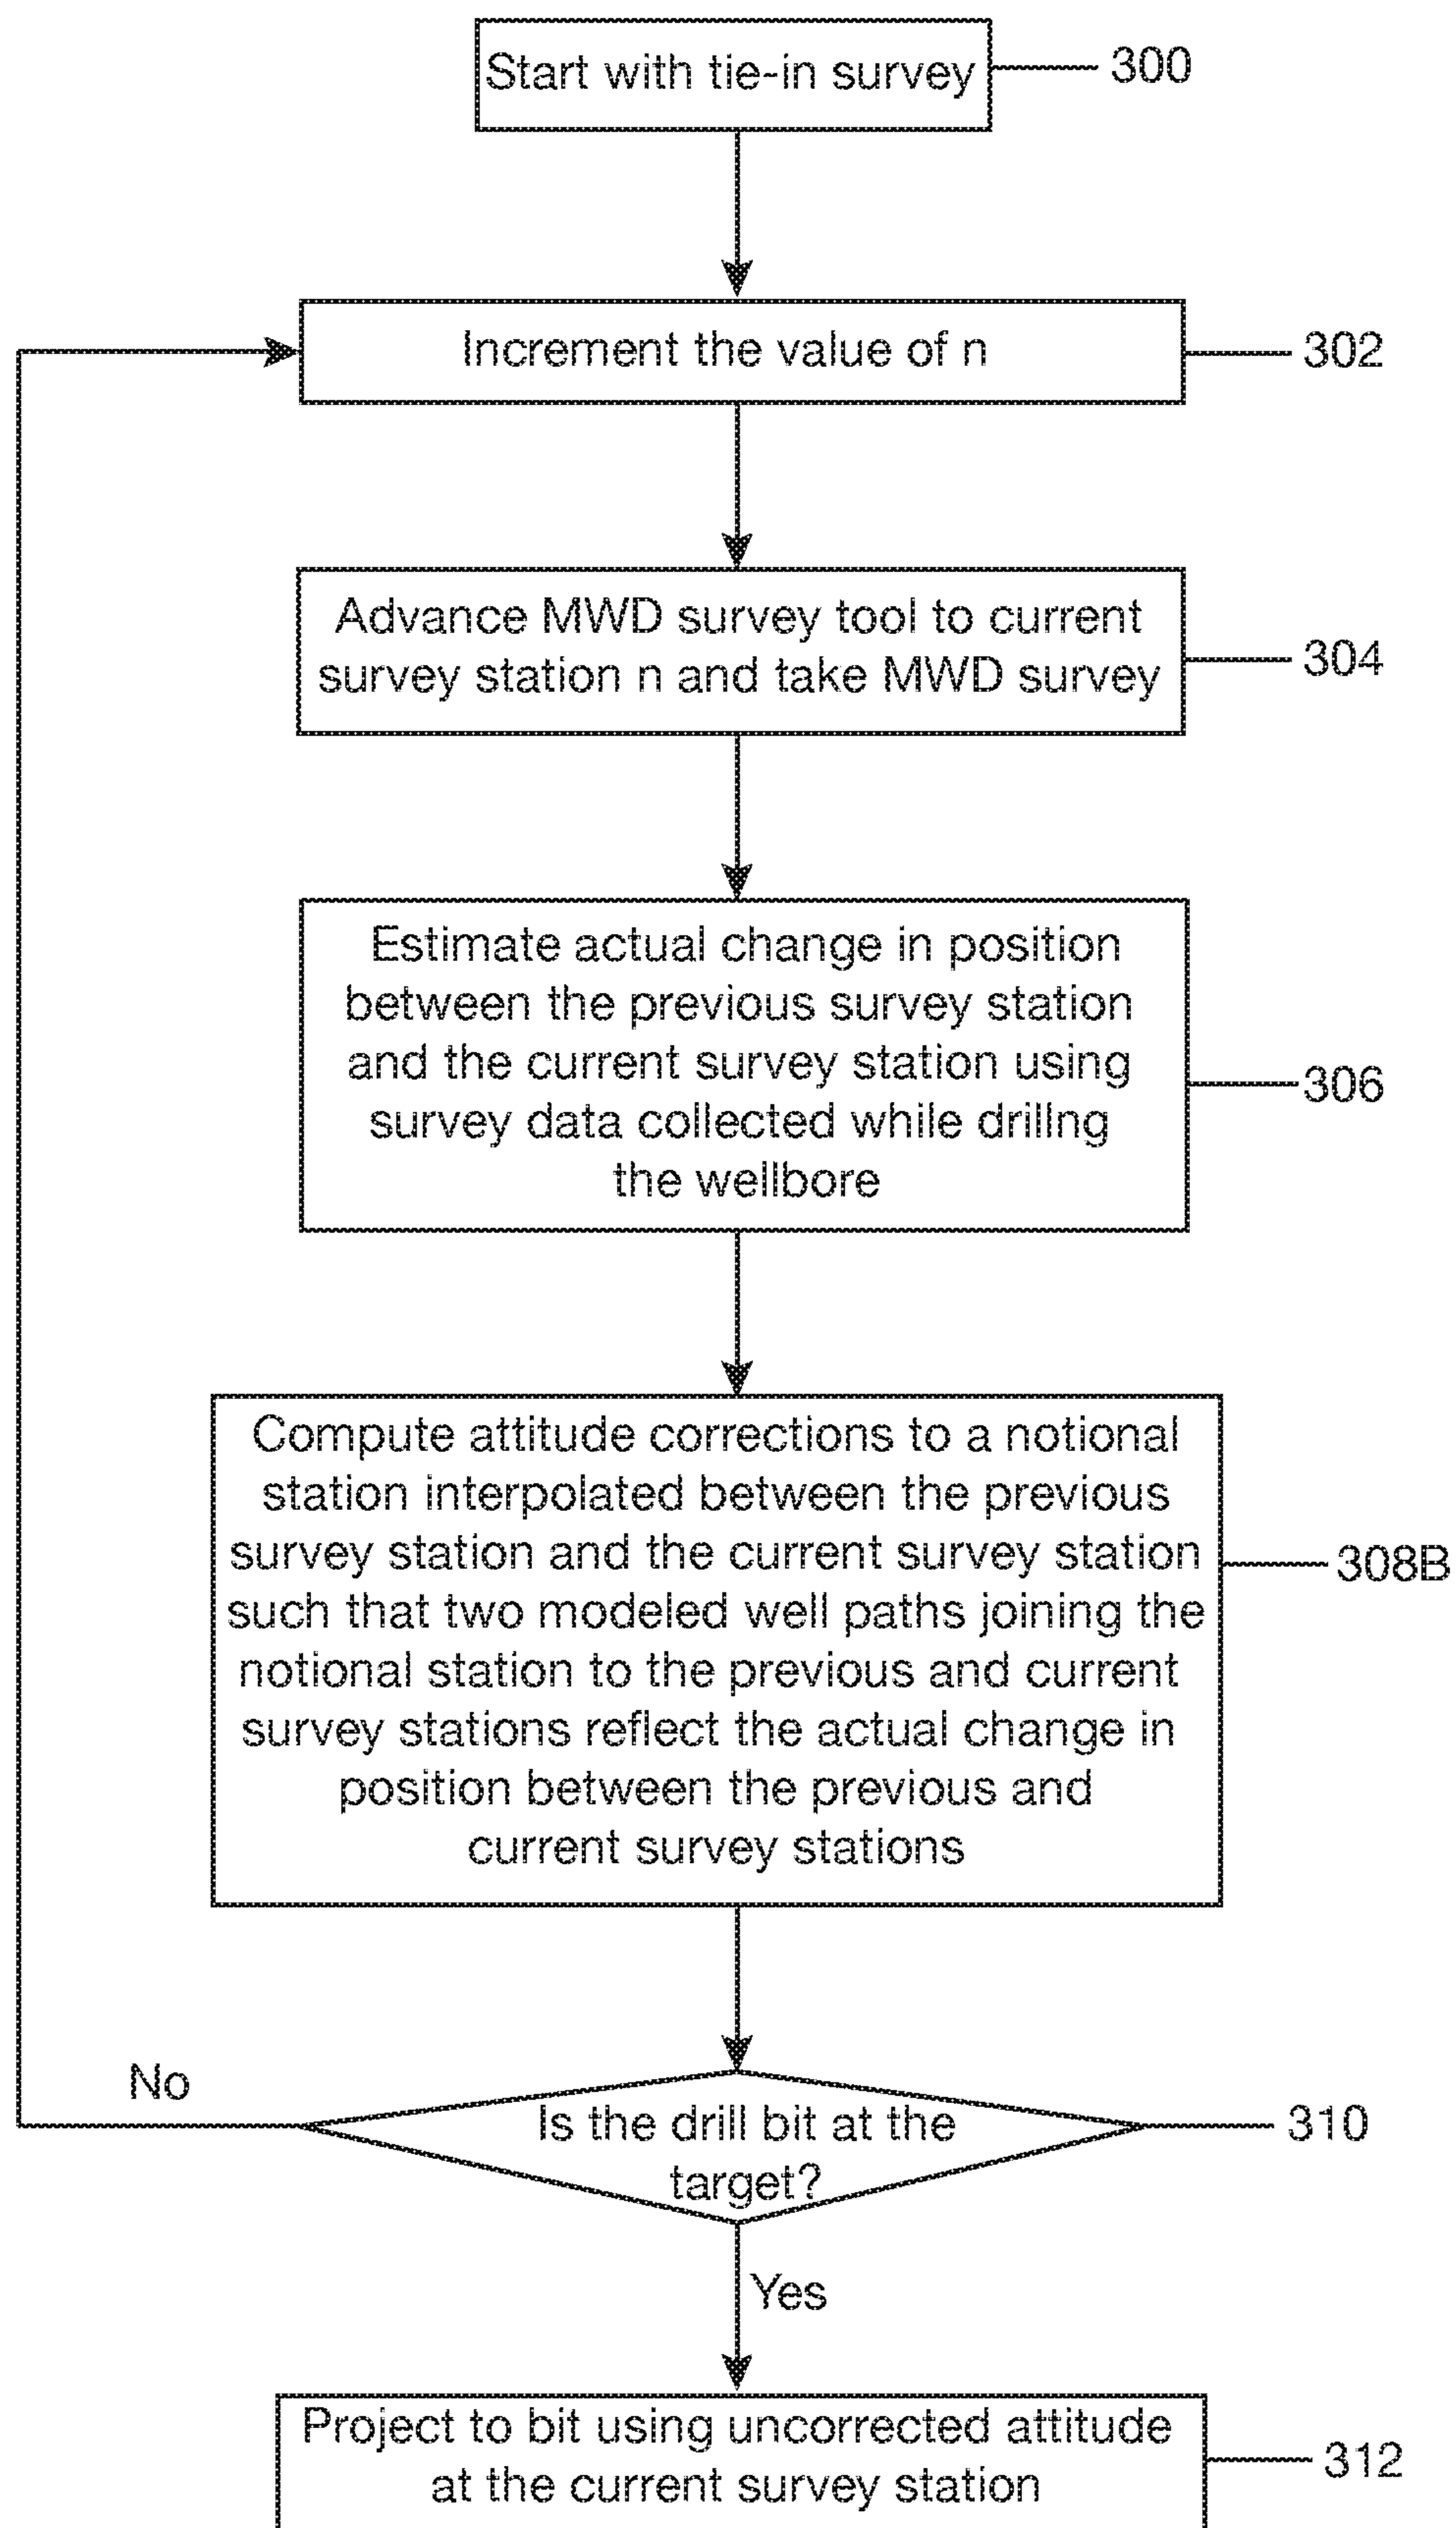 Start with tie-in survey
300
Increment the value of n
302
Advance MWD survey tool to current
survey station n and take MWD survey
304
Estimate actual change in position
between the previous survey station
and the current survey station using
survey data collected while drillng
the wellbore
306
Compute attitude corrections to a notional
station interpolated between the previous
survey station and the current survey station
such that two modeled well paths joining the
notional station to the previous and current
survey stations reflect the actual change in
position between the previous and
current survey stations
308B
No
Is the drill bit at the
target?
310
Yes
Project to bit using uncorrected attitude
at the current survey station
312